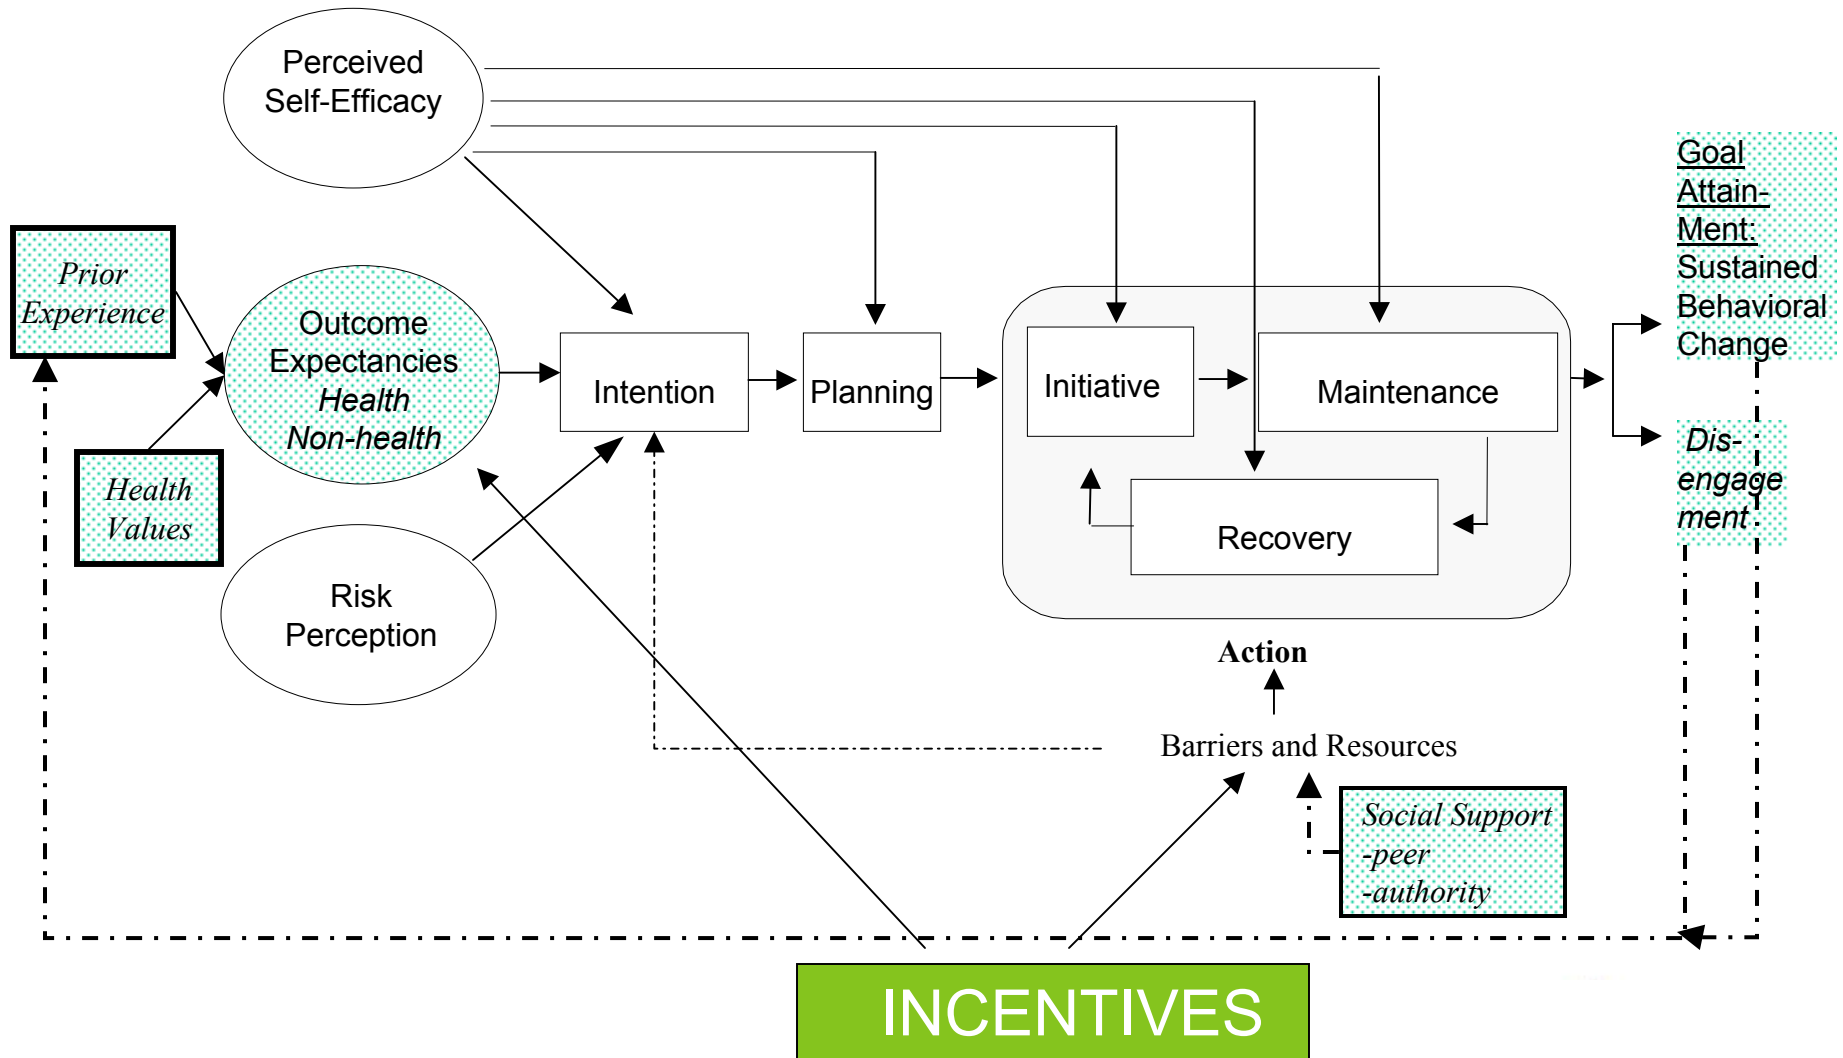 Perceived
Self-Efficacy
Prior
Experience
Health
Values
Outcome
Expectancies
Health
Non-health
Risk
Perception
Intention
Planning
Initiative
Maintenance
Recovery
Action
Barriers and Resources
Social Support
-peer
-authority
Goal
Attain-
Ment:
Sustained
Behavioral
Change
Dis-
engage
ment
INCENTIVES